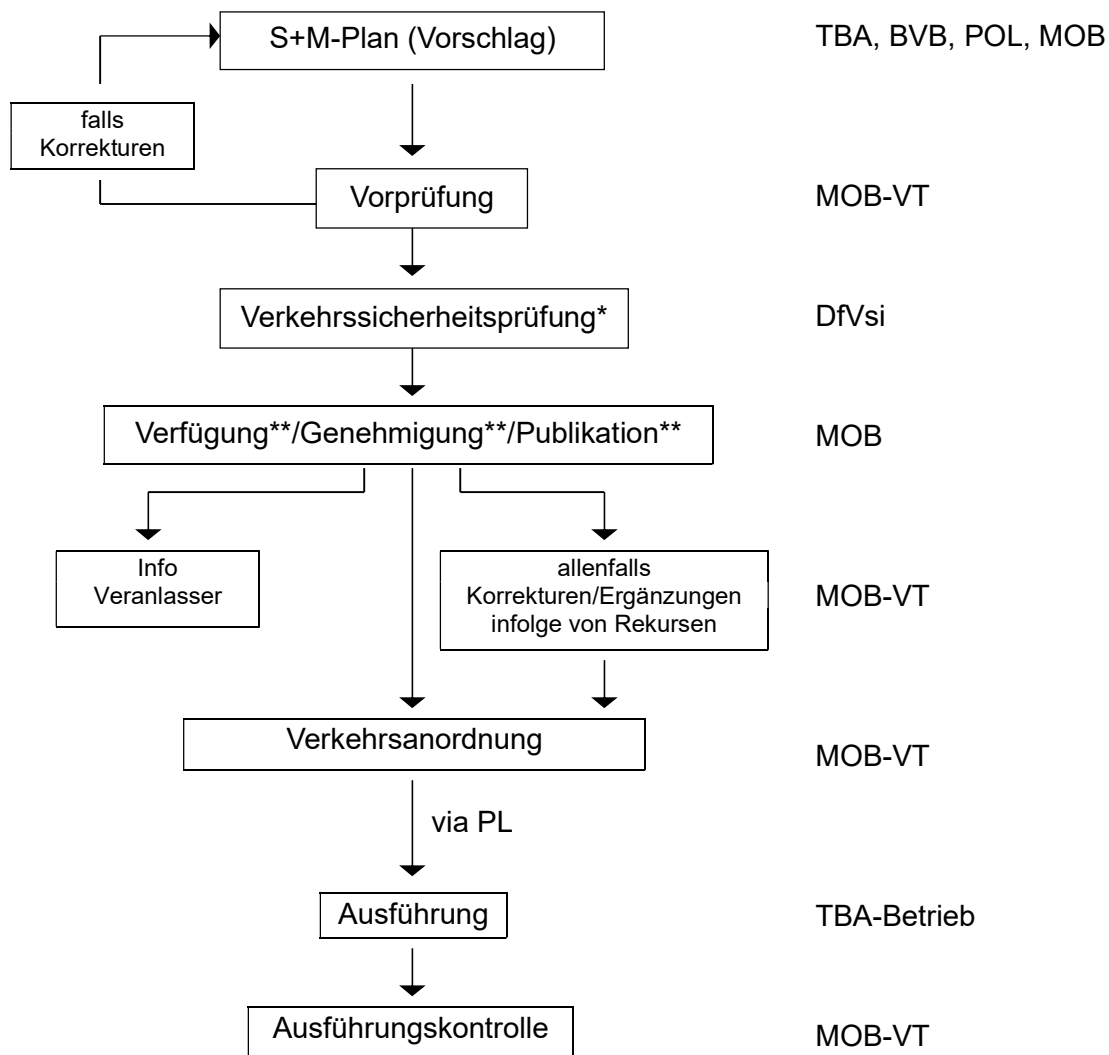 S+M-Plan (Vorschlag)
TBA, BVB, POL, MOB
falls
Korrekturen
Vorprüfung
MOB-VT
Verkehrssicherheitsprüfung*
DfVsi
Verfügung**/Genehmigung**/Publikation**
MOB
Info
Veranlasser
allenfalls
Korrekturen/Ergänzungen
infolge von Rekursen
MOB-VT
Verkehrsanordnung
MOB-VT
via PL
Ausführung
TBA-Betrieb
Ausführungskontrolle
MOB-VT